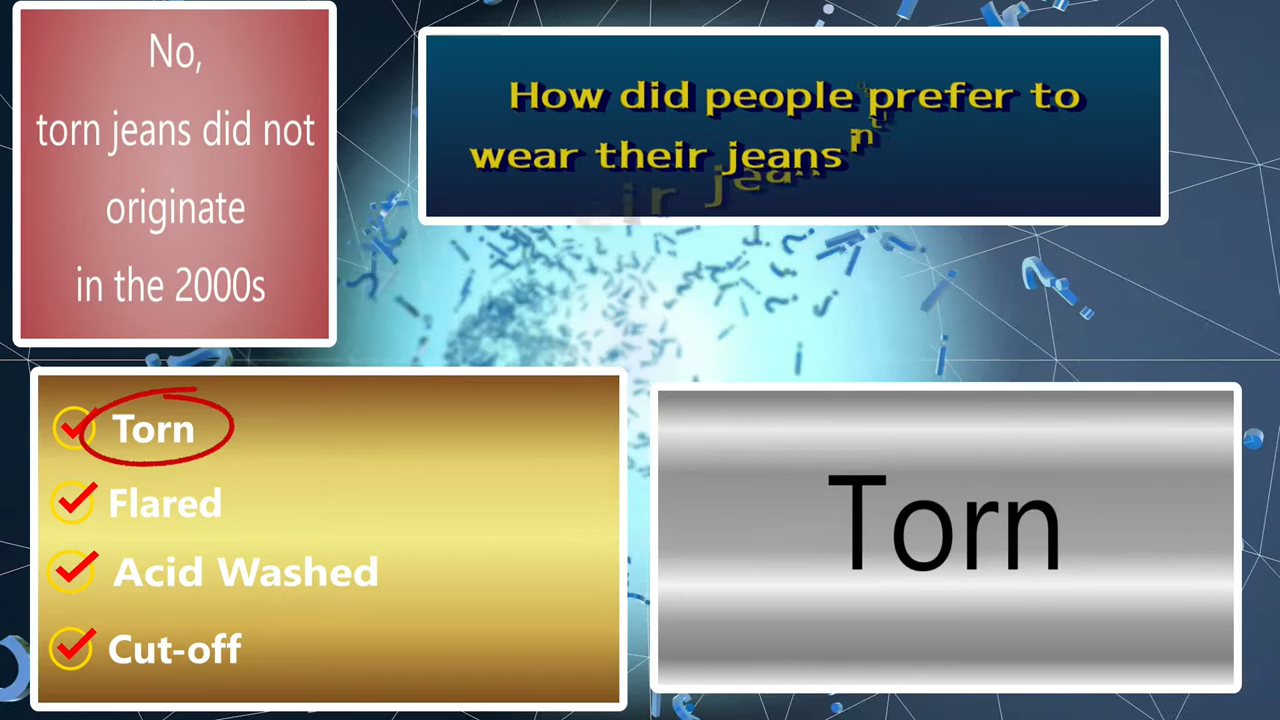 No,
torn jeans did not
originate
in the 2000s
How did people prefer to
wear their jeans
Torn
Flared
Acid Washed
Cut-off
Torn